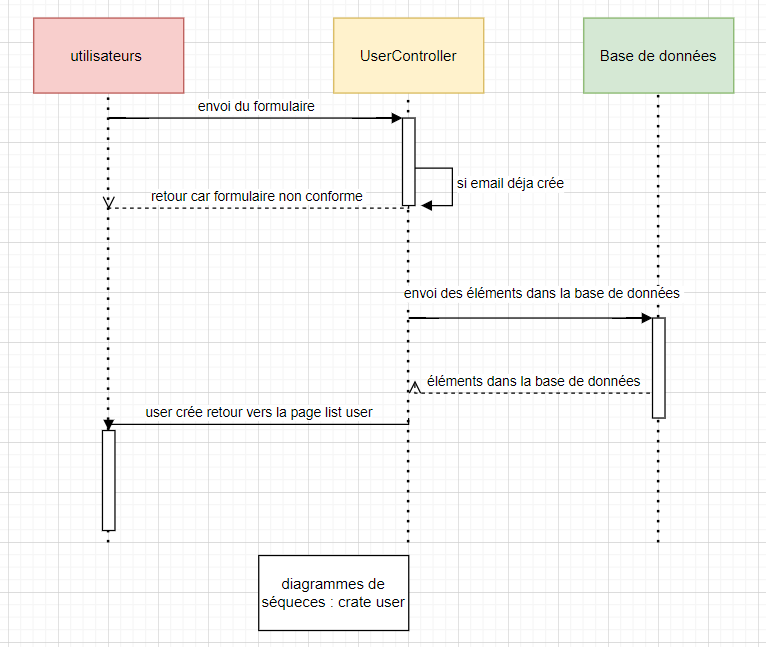 utilisateurs
UserController
Base de données
envoi du formulaire
si email déja crée
retour car formulaire non conforme
envoi des éléments dans la base de données
éléments dans la base de données
user crée retour vers la page list user
diagrammes de
séqueces : crate user